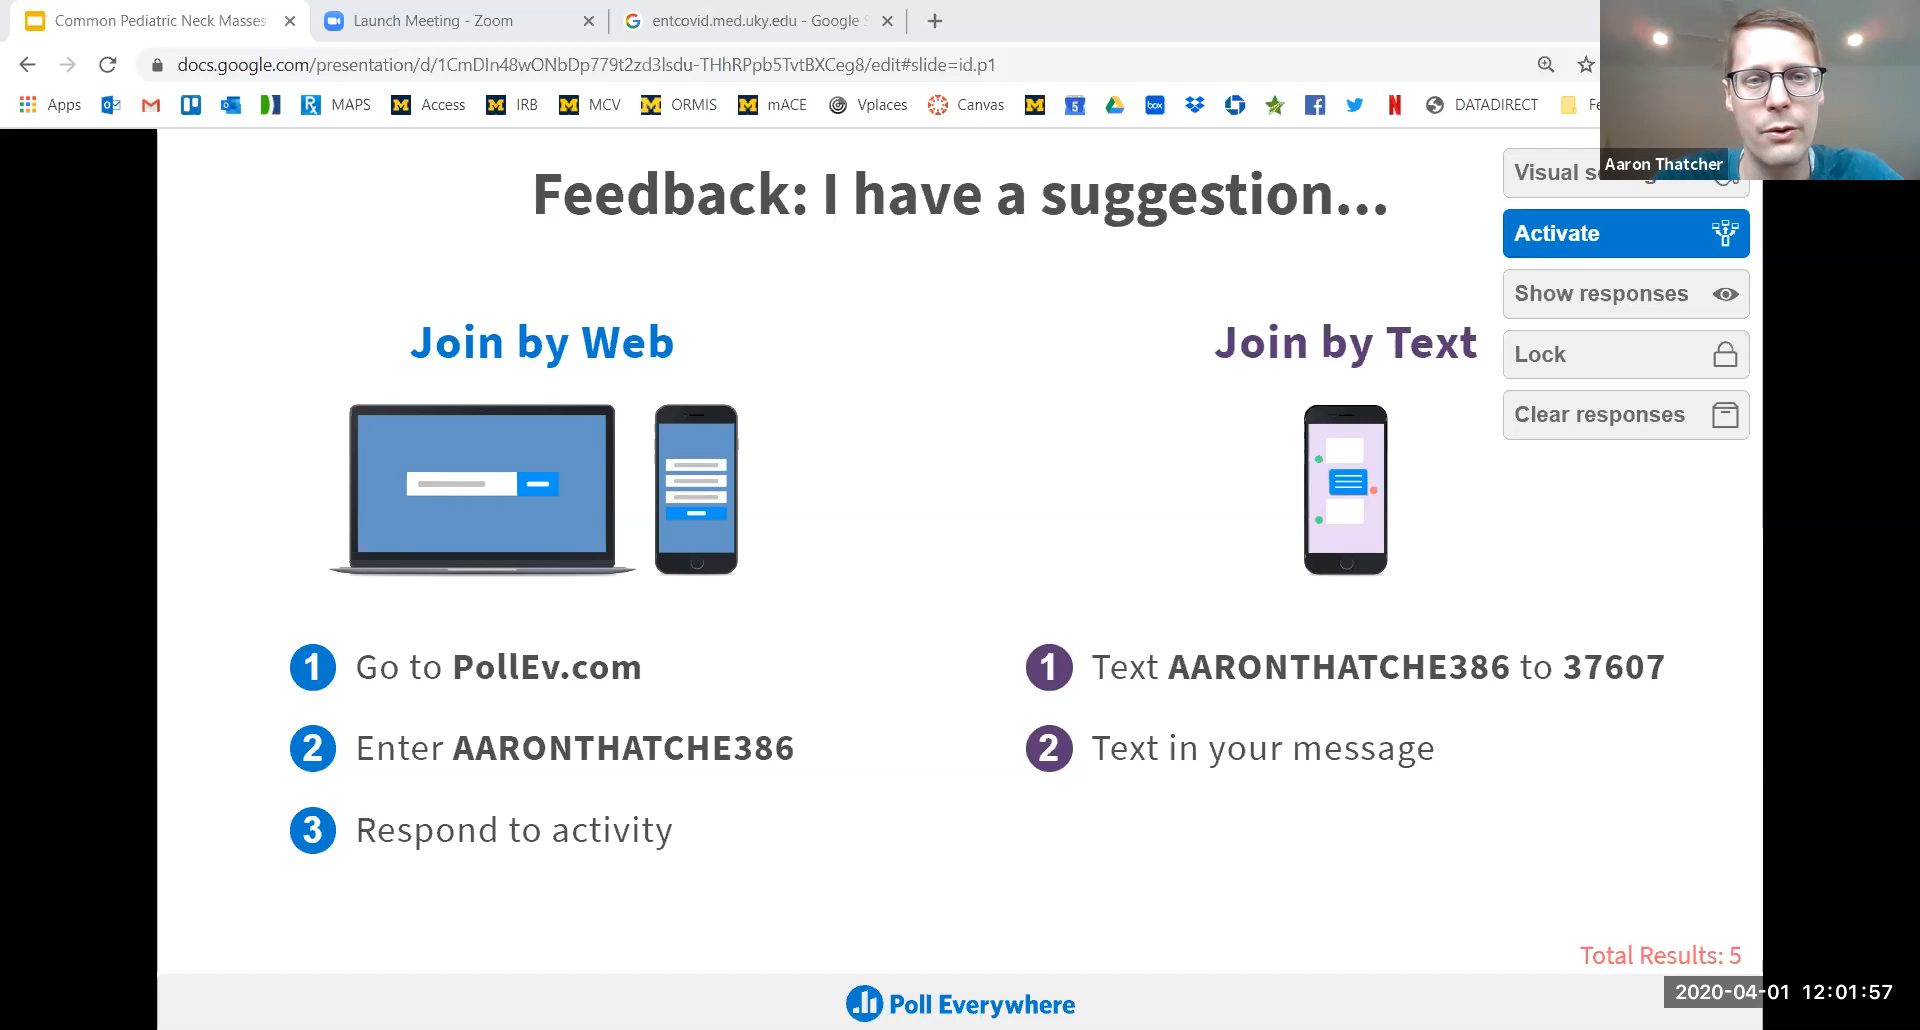 Common Pediatric Neck Masses
Launch Meeting - Zoom
entcovid.med.uky.edu - Google
docs.google.com/presentation/d/1CmDIn48wONbDp779t2zd3lsdu-THhRPpb5TvtBXCeg8/edit#slide=id.p1
Apps MAPS Access IRB MCV ORMIS mACE Vplaces Canvas 5 box N DATADIRECT
Aaron Thatcher
Feedback: I have a suggestion...
Visual
Activate
Show responses
Lock
Clear responses
Join by Web
Join by Text
1 Go to PollEv.com
2 Enter AARONTHATCHE386
3 Respond to activity
1 Text AARONTHATCHE386 to 37607
2 Text in your message
Total Results: 5
Poll Everywhere
2020-04-01 12:01:57